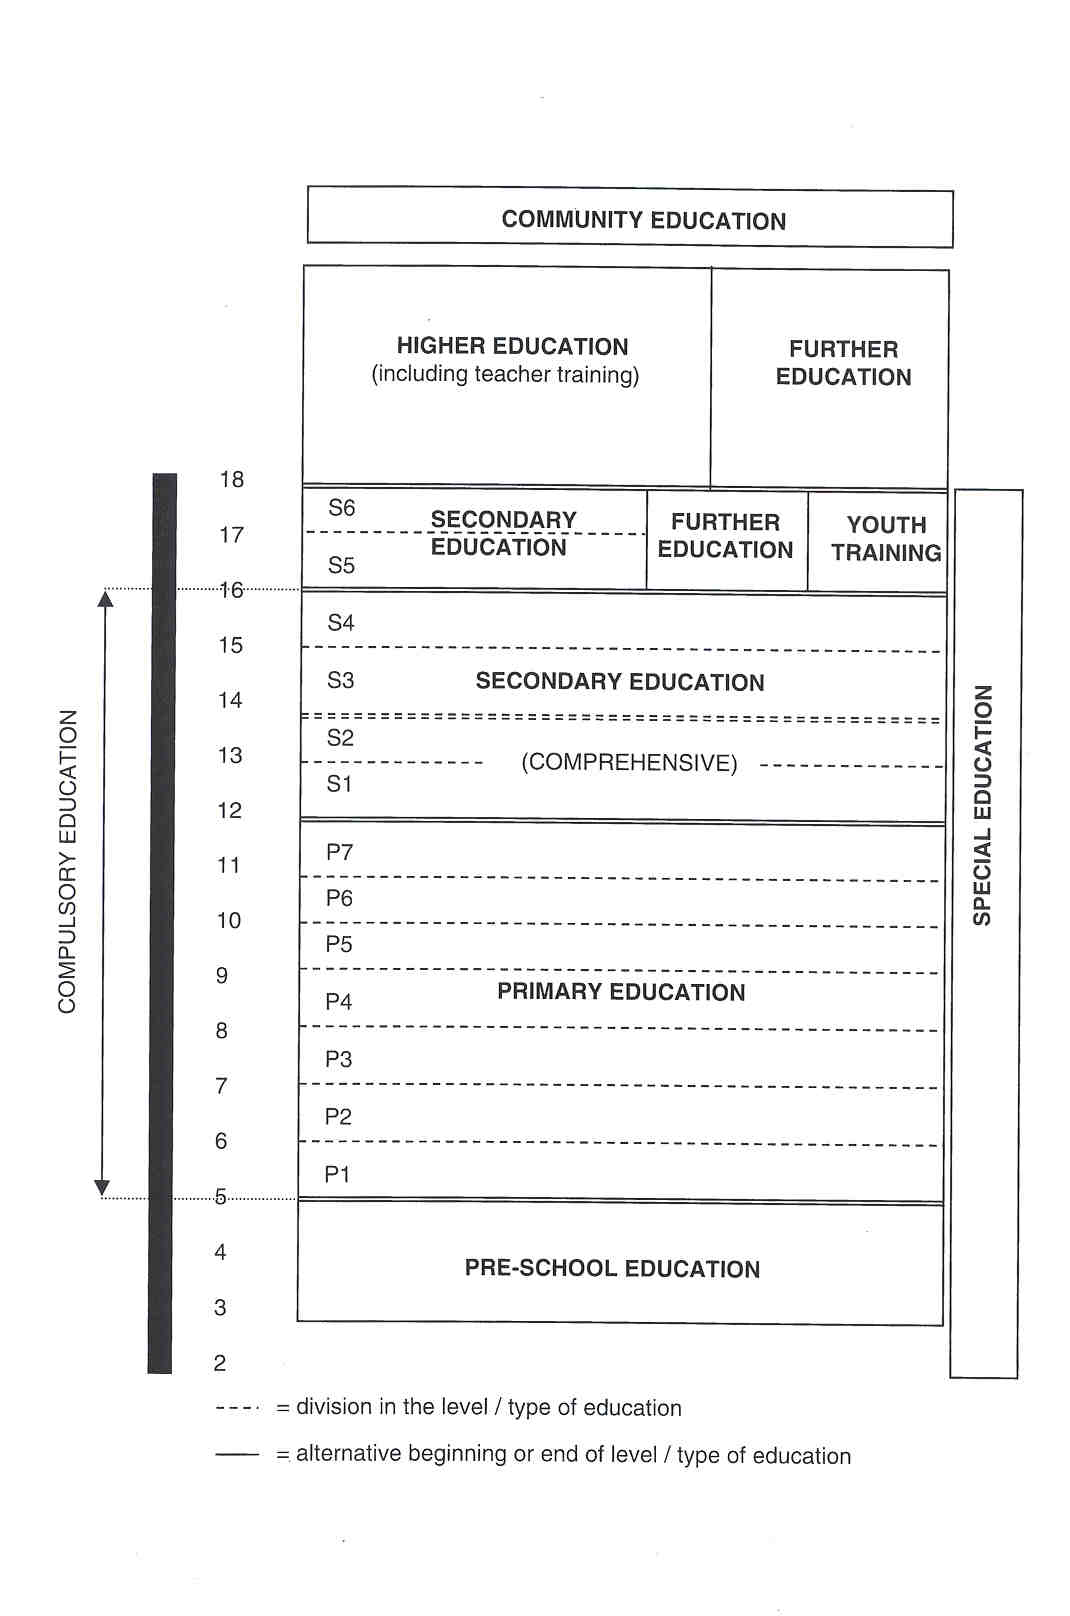 COMMUNITY EDUCATION
HIGHER EDUCATION
(including teacher training)
FURTHER
EDUCATION
18
S6
SECONDARY
EDUCATION
FURTHER
EDUCATION
YOUTH
TRAINING
17
S5
16
S4
15
S3
SECONDARY EDUCATION
14
S2
13
(COMPREHENSIVE)
S1
12
P7
11
P6
10
P5
9
PRIMARY EDUCATION
P4
8
P3
7
P2
6
P1
5
4
PRE-SCHOOL EDUCATION
3
2
COMPULSORY EDUCATION
SPECIAL EDUCATION
= division in the level / type of education
= alternative beginning or end of level / type of education